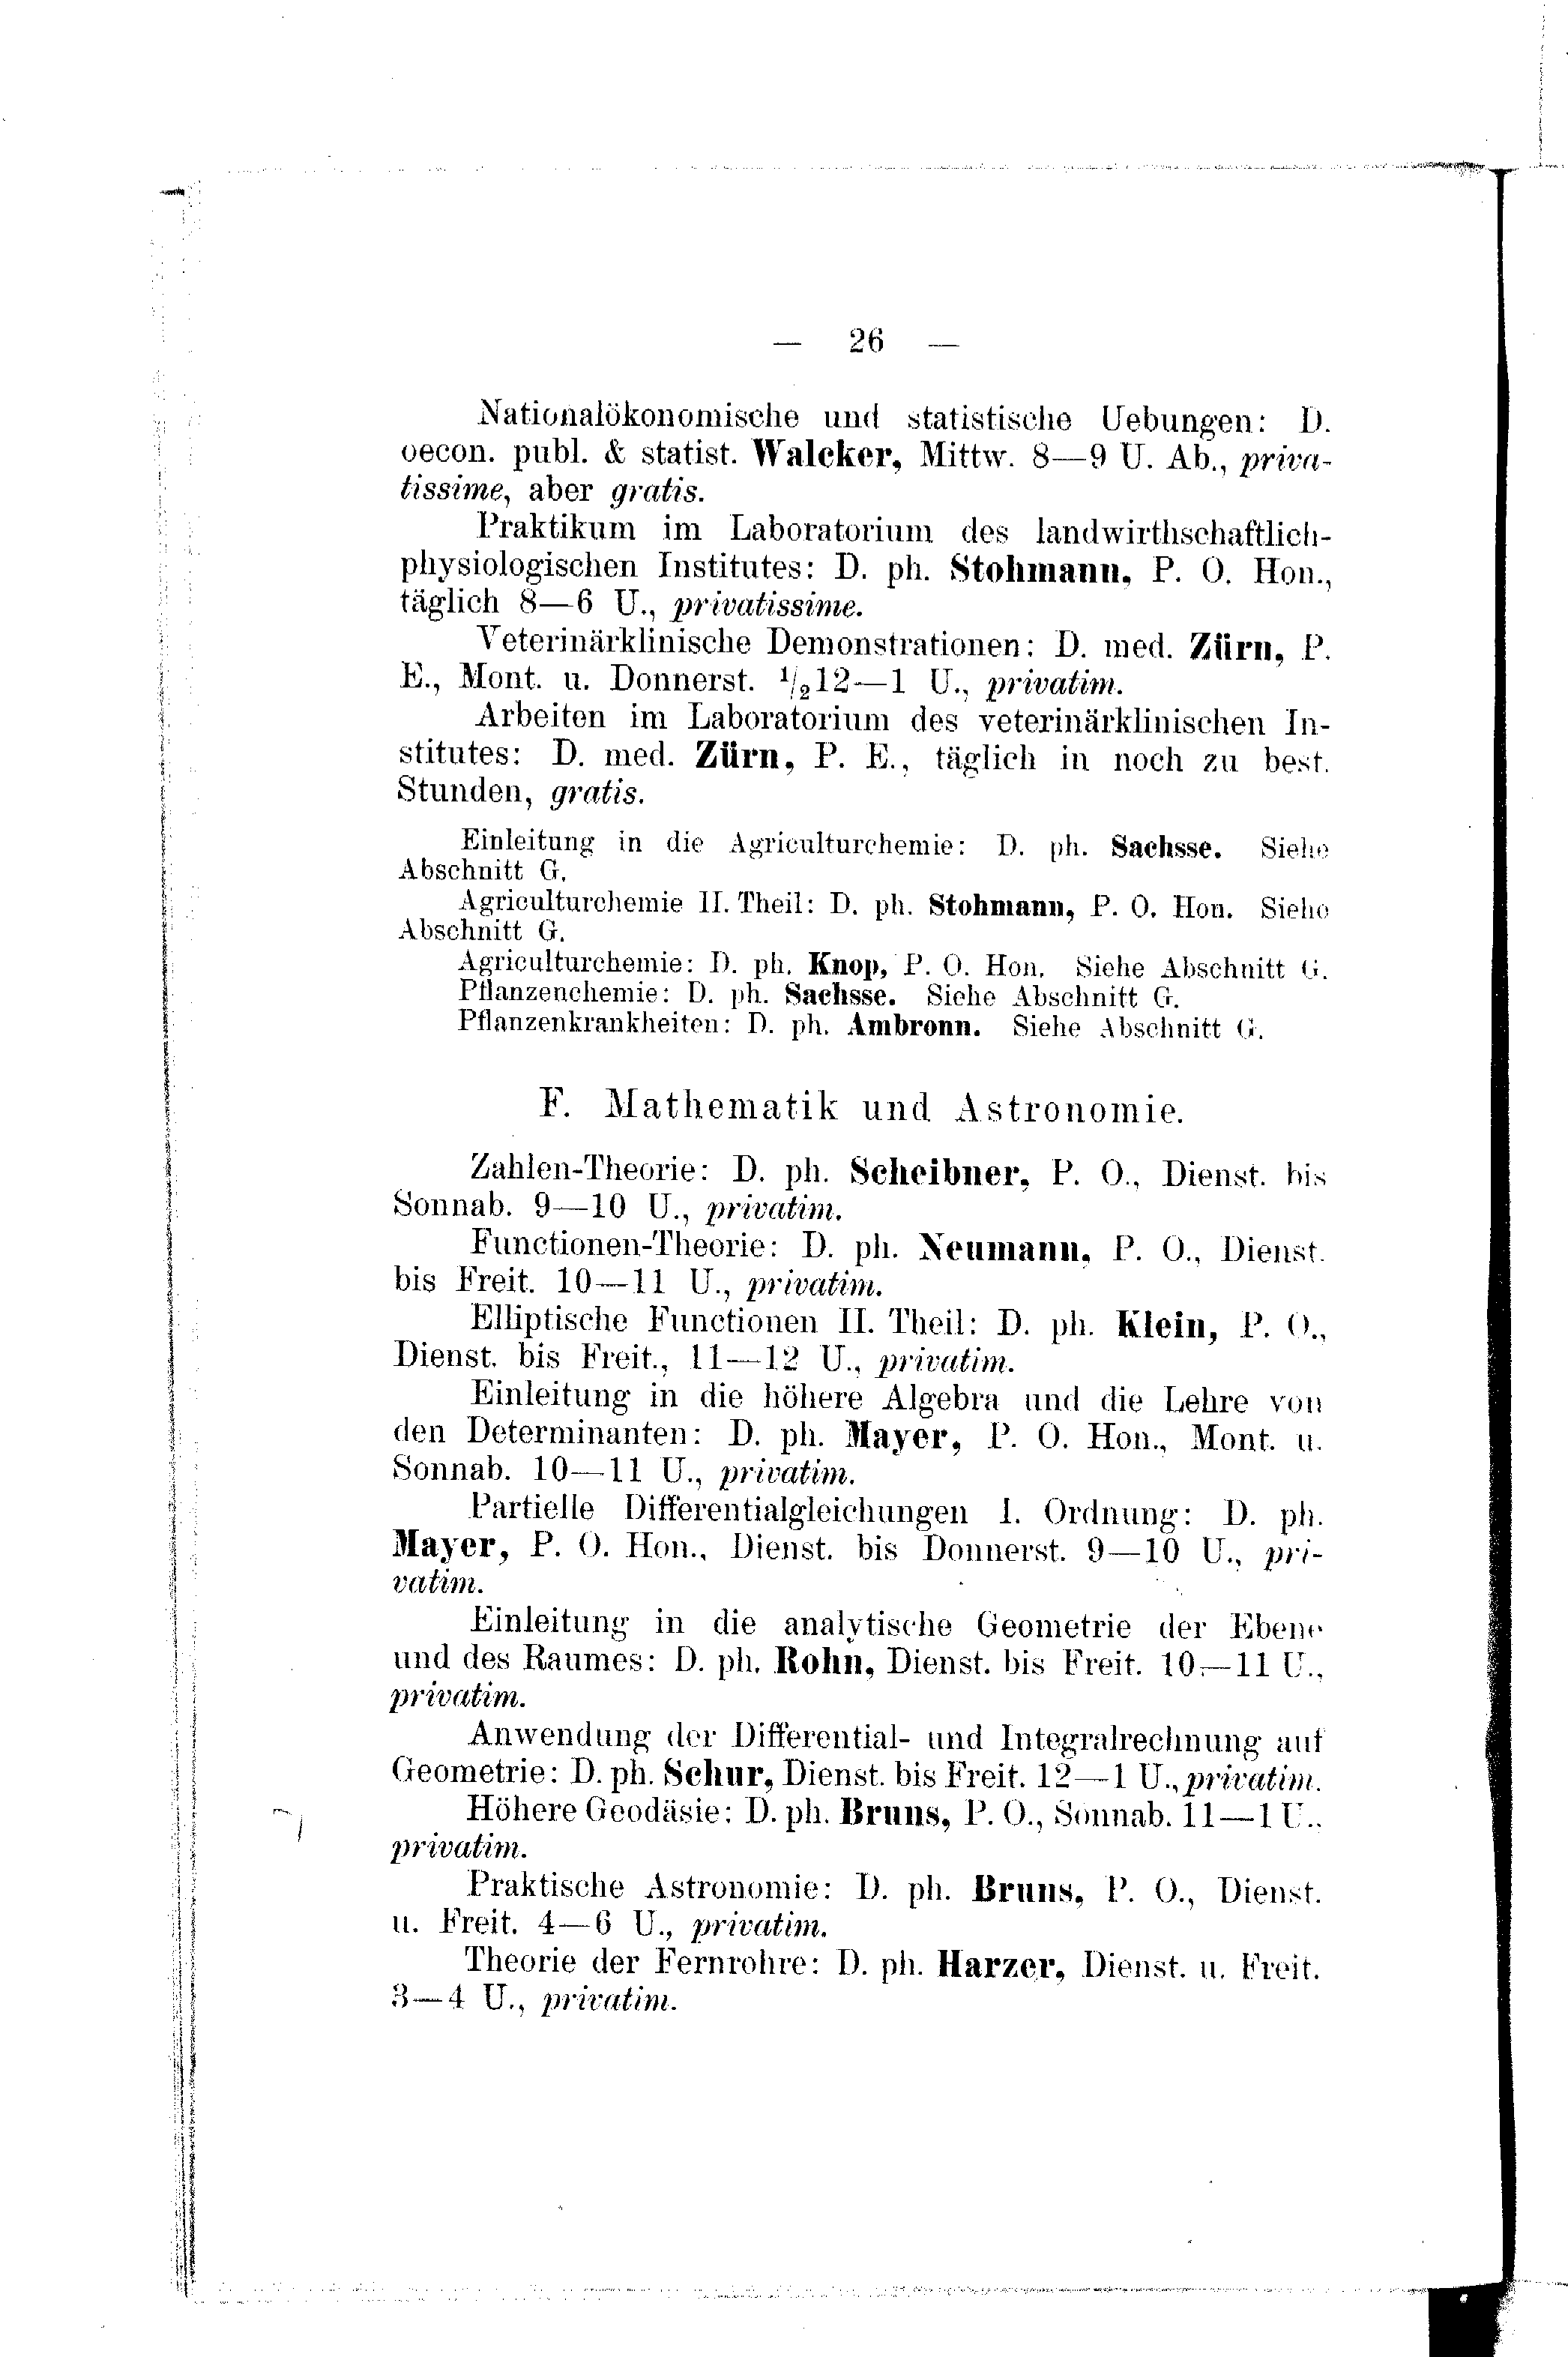 — 26 —
Nationalökonomische und statistische Uebungen: D.
oecon. publ. & statist. Walcker, Mittw. 8—9 U. Ab., priva-
tissime, aber gratis.
Praktikum im Laboratorium des landwirthschaftlich-
physiologischen Institutes: D. ph. Stohmann, P. O. Hon.,
täglich 8—6 U., privatissime.
Veterinärklinische Demonstrationen: D. med. Zürn, P.
E., Mont. u. Donnerst. ½12—1 U., privatim.
Arbeiten im Laboratorium des veterinärklinischen In-
stitutes: D. med. Zürn, P. E., täglich in noch zu best.
Stunden, gratis.
Einleitung in die Agriculturchemie: D. ph. Sachsse. Siehe
Abschnitt G.
Agriculturchemie II. Theil: D. ph. Stohmann, P. O. Hon. Siehe
Abschnitt G.
Agriculturchemie: D. ph. Knop, P. O. Hon. Siehe Abschnitt G.
Pflanzenchemie: D. ph. Sachsse. Siehe Abschnitt G.
Pflanzenkrankheiten: D. ph. Ambronn. Siehe Abschnitt G.
F. Mathematik und Astronomie.
Zahlen-Theorie: D. ph. Scheibner, P. O., Dienst. bis
Sonnab. 9—10 U., privatim.
Functionen-Theorie: D. ph. Neumann, P. O., Dienst.
bis Freit. 10—11 U., privatim.
Elliptische Functionen II. Theil: D. ph. Klein, P. O.,
Dienst. bis Freit., 11—12 U., privatim.
Einleitung in die höhere Algebra und die Lehre von
den Determinanten: D. ph. Mayer, P. O. Hon., Mont. u.
Sonnab. 10—11 U., privatim.
Partielle Differentialgleichungen I. Ordnung: D. ph.
Mayer, P. O. Hon., Dienst. bis Donnerst. 9—10 U., pri-
vatim.
Einleitung in die analytische Geometrie der Ebene
und des Raumes: D. ph. Rohn, Dienst. bis Freit. 10—11 U.,
privatim.
Anwendung der Differential- und Integralrechnung auf
Geometrie: D. ph. Schur, Dienst. bis Freit. 12—1 U., privatim.
Höhere Geodäsie: D. ph. Bruns, P. O., Sonnab. 11—1 U.,
privatim.
Praktische Astronomie: D. ph. Bruns, P. O., Dienst.
u. Freit. 4—6 U., privatim.
Theorie der Fernrohre: D. ph. Harzer, Dienst. u. Freit.
3—4 U., privatim.